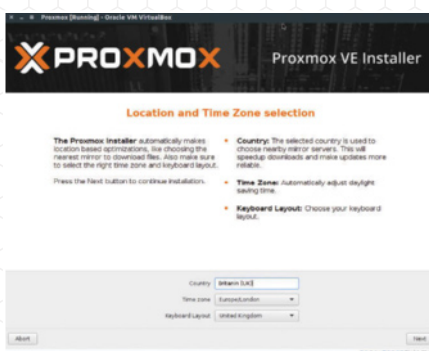 Proxmox [Running] - Oracle VM VirtualBox
PROXMOX
Proxmox VE Installer
Location and Time Zone selection
The Proxmox Installer automatically makes
location based optimizations, like choosing the
nearest mirror to download files. Also make sure
to select the right time zone and keyboard layout.
Press the Next button to continue installation.
Country: The selected country is used to
choose nearby mirror servers. This will
speedup downloads and make updates more
reliable.
Time Zone: Automatically adjust daylight
saving time.
Keyboard Layout: Choose your keyboard
layout.
Country
Time zone Europe/London
Keyboard Layout United Kingdom
Abort
Next